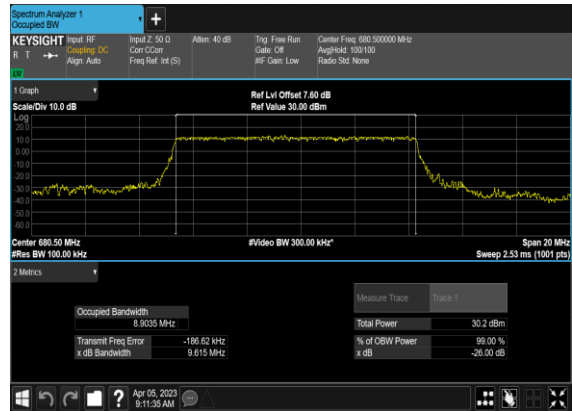 Spectrum Analyzer 1
Occupied BW
+
KEYSIGHT Input: RF Input Z: 50 Ω Atten: 40 dB Trig: Free Run Center Freq: 680.500000 MHz
R T Coupling: DC Corr CCorr Gate: Off Avg|Hold: 100/100
Align: Auto Freq Ref: Int (S) #IF Gain: Low Radio Std: None
1 Graph
Ref Lvl Offset 7.60 dB
Scale/Div 10.0 dB Ref Value 30.00 dBm
Log
20.0
10.0
0.00
-10.0
-20.0
-30.0
-40.0
-50.0
-60.0
Center 680.50 MHz #Video BW 300.00 kHz* Span 20 MHz
#Res BW 100.00 kHz Sweep 2.53 ms (1001 pts)
2 Metrics
Measure Trace Trace 1
Occupied Bandwidth
8.9035 MHz Total Power 30.2 dBm
Transmit Freq Error -186.62 kHz % of OBW Power 99.00 %
x dB Bandwidth 9.615 MHz x dB -26.00 dB
? Apr 05, 2023
9:11:35 AM